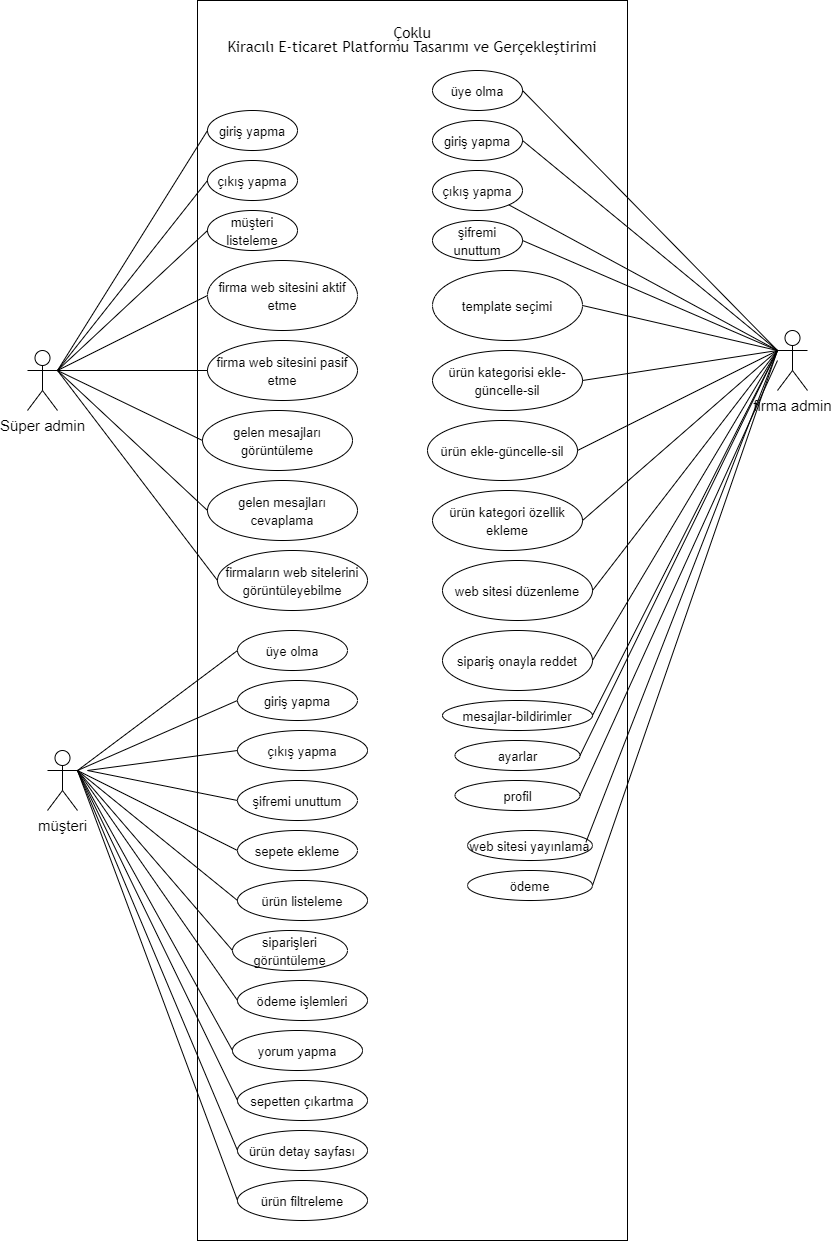 Çoklu
Kiracılı E-ticaret Platformu Tasarımı ve Gerçekleştirimi
giriş yapma
çıkış yapma
müşteri
listeleme
firma web sitesini aktif
etme
firma web sitesini pasif
etme
gelen mesajları
görüntüleme
gelen mesajları
cevaplama
firmaların web sitelerini
görüntüleyebilme
Süper admin
üye olma
giriş yapma
çıkış yapma
şifremi
unuttum
template seçimi
ürün kategorisi ekle-
güncelle-sil
ürün ekle-güncelle-sil
ürün kategori özellik
ekleme
web sitesi düzenleme
sipariş onayla reddet
mesajlar-bildirimler
ayarlar
profil
web sitesi yayınlama
ödeme
firma admin
üye olma
giriş yapma
çıkış yapma
şifremi unuttum
sepete ekleme
ürün listeleme
siparişleri
görüntüleme
ödeme işlemleri
yorum yapma
sepetten çıkartma
ürün detay sayfası
ürün filtreleme
müşteri